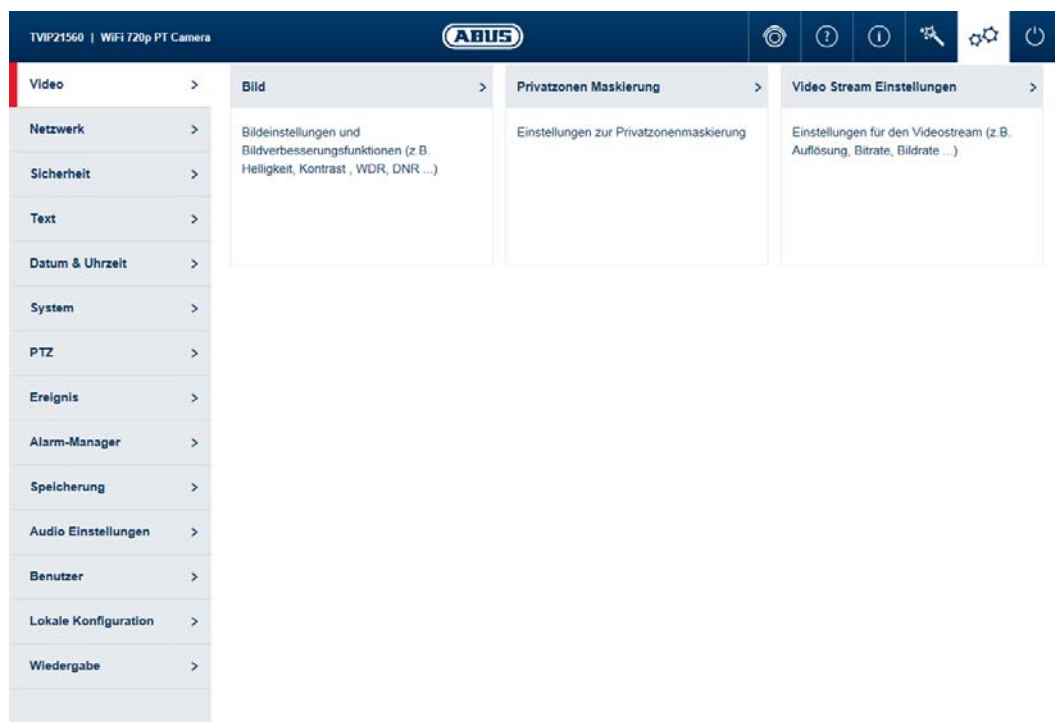 TVIP21560 | WiFi 720p PT Camera
ABUS
Video
Netzwerk
Sicherheit
Text
Datum & Uhrzeit
System
PTZ
Ereignis
Alarm-Manager
Speicherung
Audio Einstellungen
Benutzer
Lokale Konfiguration
Wiedergabe
Bild
Bildeinstellungen und
Bildverbesserungsfunktionen (z.B.
Helligkeit, Kontrast , WDR, DNR ...)
Privatzonen Maskierung
Einstellungen zur Privatzonenmaskierung
Video Stream Einstellungen
Einstellungen für den Videostream (z.B.
Auflösung, Bitrate, Bildrate ...)